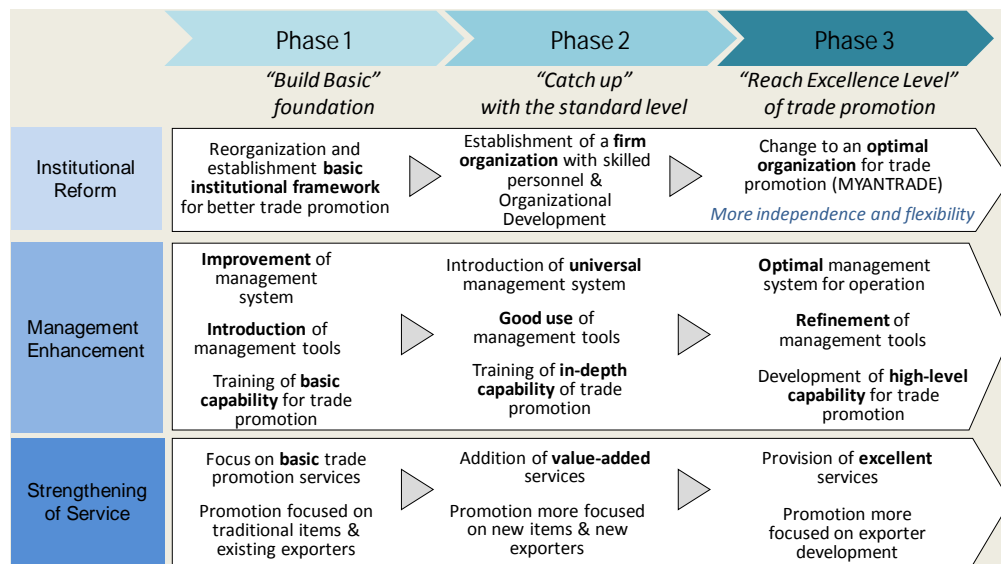 Phase 1
Phase 2
Phase 3
“Build Basic”
foundation
“Catch up”
with the standard level
“Reach Excellence Level”
of trade promotion
Institutional
Reform
Reorganization and
establishment basic
institutional framework
for better trade promotion
Establishment of a firm
organization with skilled
personnel &
Organizational
Development
Change to an optimal
organization for trade
promotion (MYANTRADE)
More independence and flexibility
Management
Enhancement
Improvement of
management
system
Introduction of
management tools
Training of basic
capability for trade
promotion
Introduction of universal
management system
Good use of
management tools
Training of in-depth
capability of trade
promotion
Optimal management
system for operation
Refinement of
management tools
Development of high-level
capability for trade
promotion
Strengthening
of Service
Focus on basic trade
promotion services
Promotion focused on
traditional items &
existing exporters
Addition of value-added
services
Promotion more
focused on new items & new
exporters
Provision of excellent
services
Promotion more
focused on exporter
development